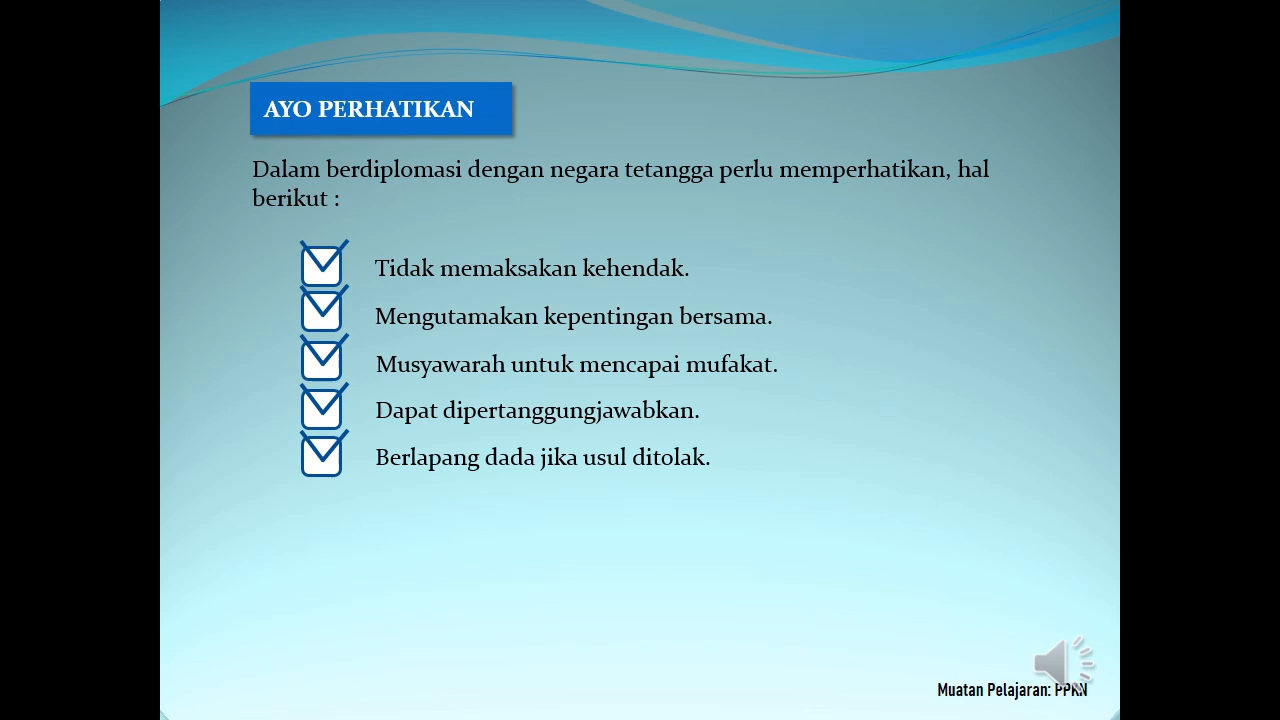 AYO PERHATIKAN
Dalam berdiplomasi dengan negara tetangga perlu memperhatikan, hal
berikut :
Tidak memaksakan kehendak.
Mengutamakan kepentingan bersama.
Musyawarah untuk mencapai mufakat.
Dapat dipertanggungjawabkan.
Berlapang dada jika usul ditolak.
Muatan Pelajaran: PPKN